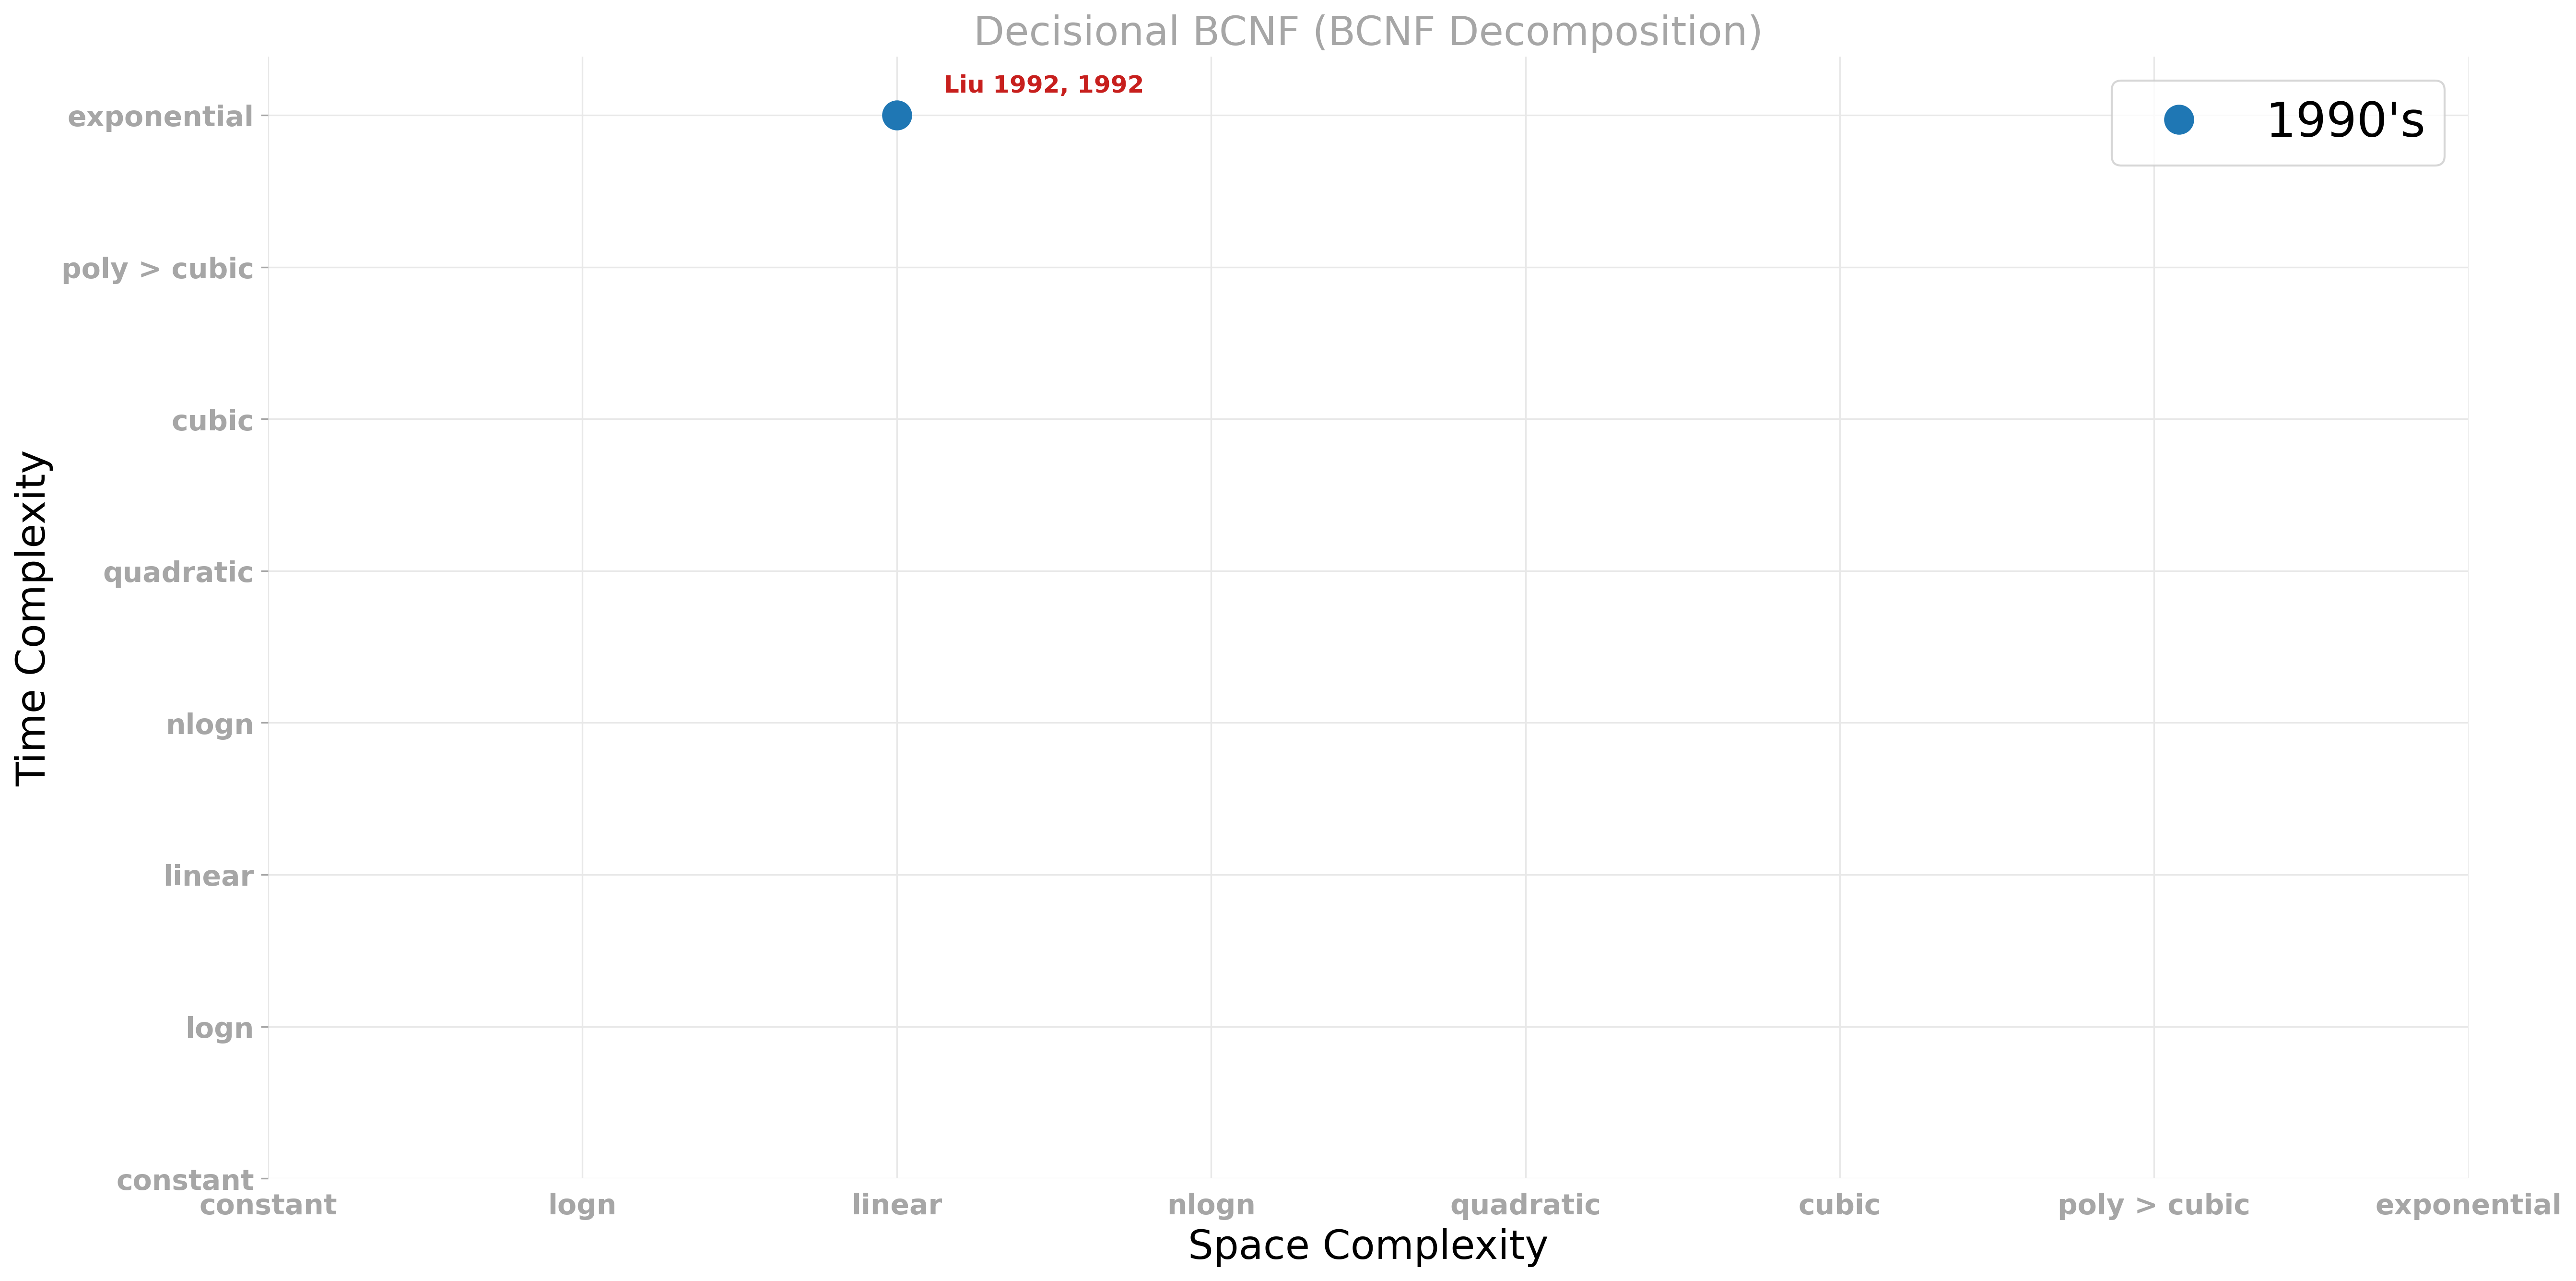 Decisional BCNF (BCNF Decomposition)
Liu 1992, 1992
1990's
Time Complexity
exponential
poly > cubic
cubic
quadratic
nlogn
linear
logn
constant
constant logn linear nlogn quadratic cubic poly > cubic exponential
Space Complexity